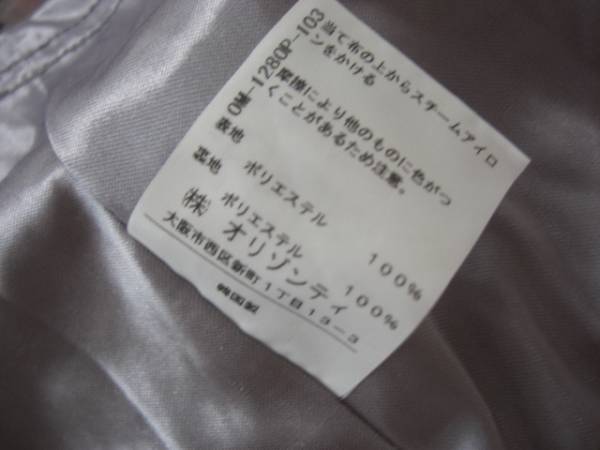 当て布の上からスチームアイロ
ンをかける
摩擦により他のものに色がつ
くことがあるため注意。
OM-1280P-103
表地 ポリエステル 100%
裏地 ポリエステル 100%
㈱ オリゾンティ
大阪市西区新町1丁目13-3
韓国製